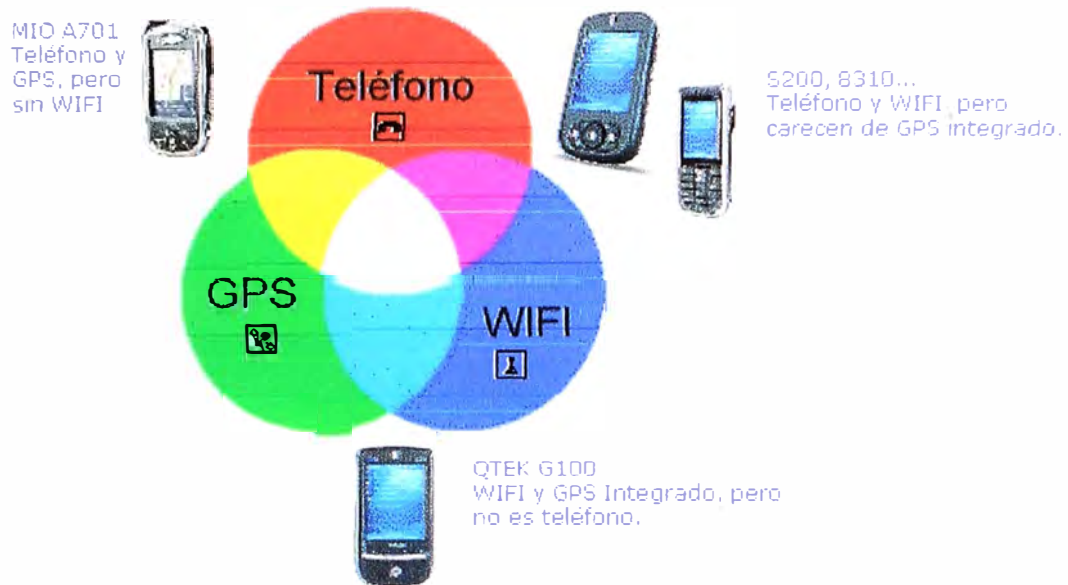 MIO A701
Teléfono y
GPS, pero
sin WIFI
Teléfono
S200, 8310...
Teléfono y WIFI, pero
carecen de GPS integrado.
GPS
WIFI
QTEK G100
WIFI y GPS Integrado, pero
no es teléfono.